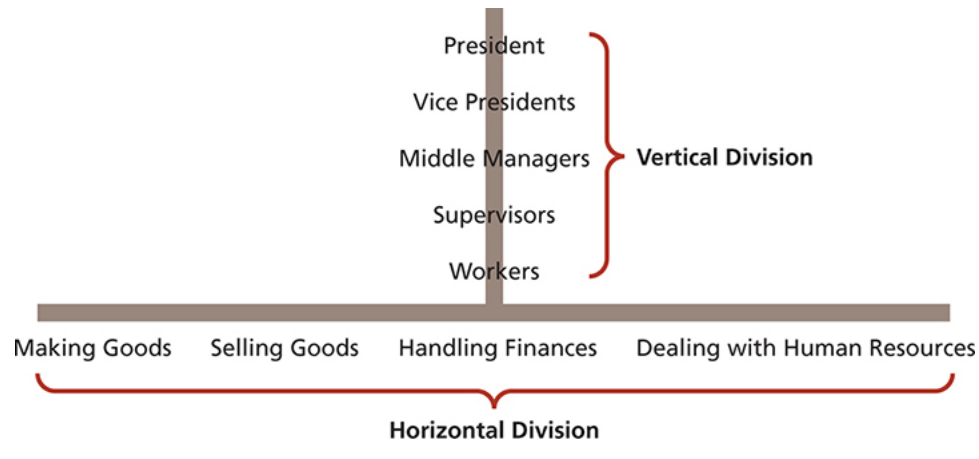 President
Vice Presidents
Middle Managers
Vertical Division
Supervisors
Workers
Making Goods Selling Goods Handling Finances Dealing with Human Resources
Horizontal Division